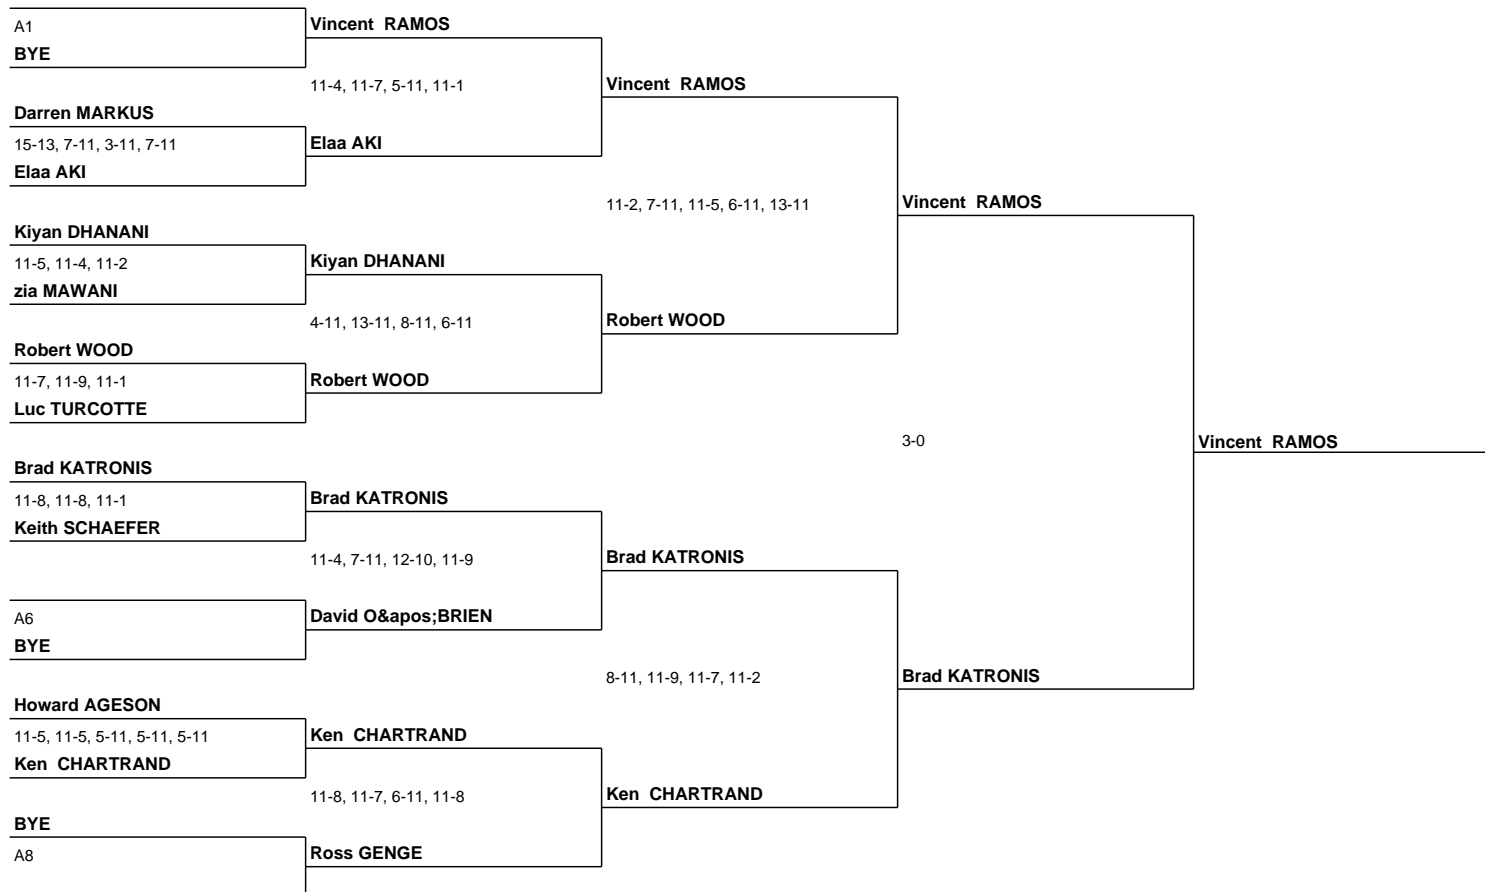 A1
BYE
Darren MARKUS
15-13, 7-11, 3-11, 7-11
Elaa AKI
Kiyan DHANANI
11-5, 11-4, 11-2
zia MAWANI
Robert WOOD
11-7, 11-9, 11-1
Luc TURCOTTE
Brad KATRONIS
11-8, 11-8, 11-1
Keith SCHAEFER
A6
BYE
Howard AGESON
11-5, 11-5, 5-11, 5-11, 5-11
Ken CHARTRAND
BYE
A8
Vincent RAMOS
11-4, 11-7, 5-11, 11-1
Elaa AKI
Kiyan DHANANI
4-11, 13-11, 8-11, 6-11
Robert WOOD
Brad KATRONIS
11-4, 7-11, 12-10, 11-9
David O&apos;BRIEN
Ken CHARTRAND
11-8, 11-7, 6-11, 11-8
Ross GENGE
Vincent RAMOS
11-2, 7-11, 11-5, 6-11, 13-11
Robert WOOD
Brad KATRONIS
8-11, 11-9, 11-7, 11-2
Ken CHARTRAND
Vincent RAMOS
3-0
Brad KATRONIS
Vincent RAMOS